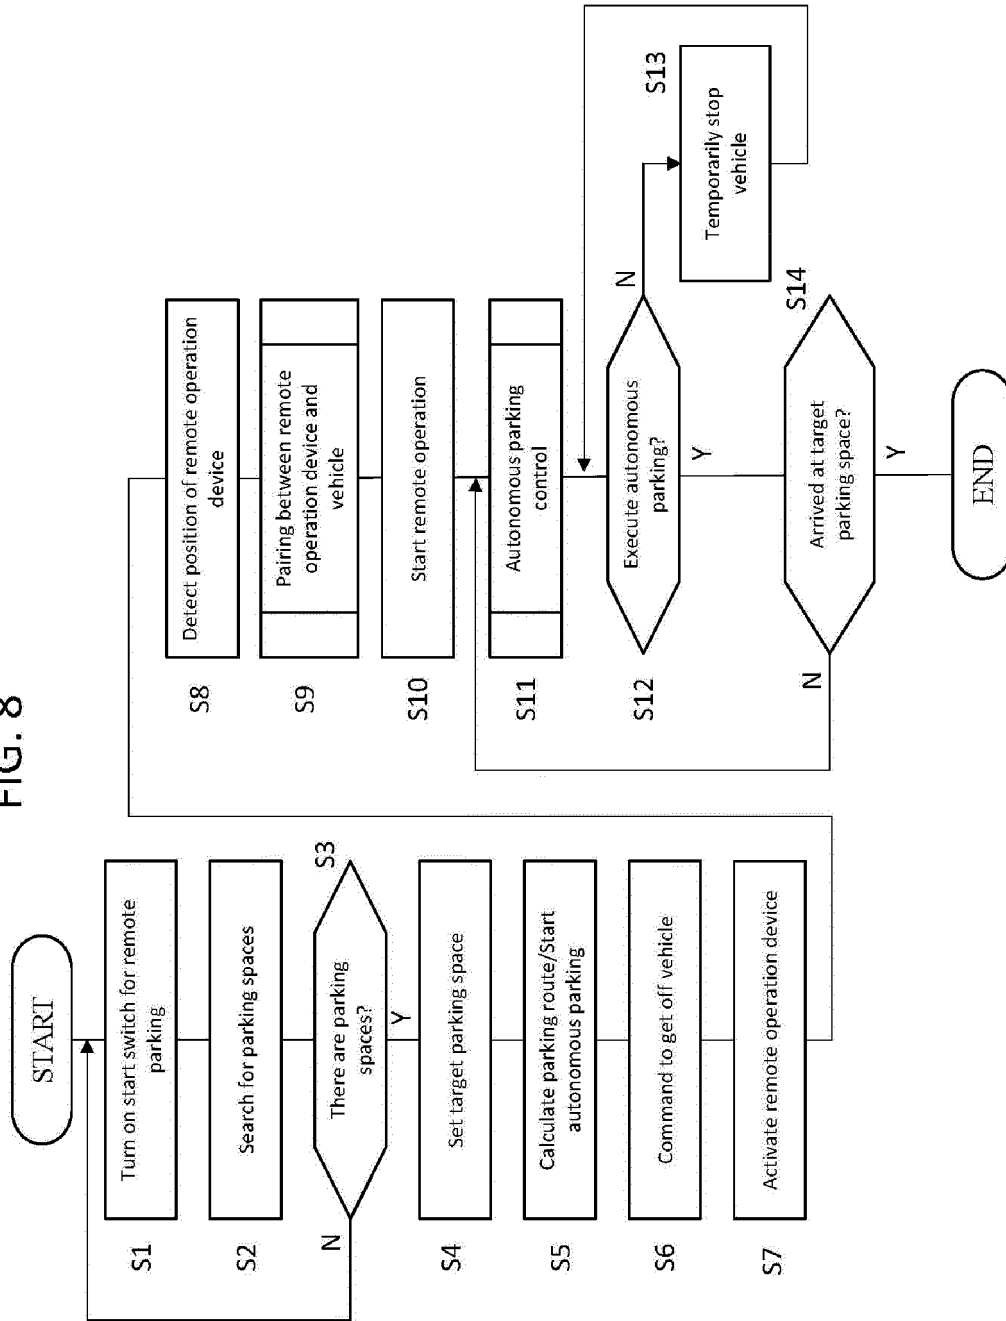 FIG. 8
START
S1
Turn on start switch for remote
parking
S2
Search for parking spaces
S3
There are parking
spaces?
N
Y
S4
Set target parking space
S5
Calculate parking route/Start
autonomous parking
S6
Command to get off vehicle
S7
Activate remote operation device
S8
Detect position of remote operation
device
S9
Pairing between remote
operation device and
vehicle
S10
Start remote operation
S11
Autonomous parking
control
S12
Execute autonomous
parking?
N
Y
S13
Temporarily stop
vehicle
S14
Arrived at target
parking space?
N
Y
END